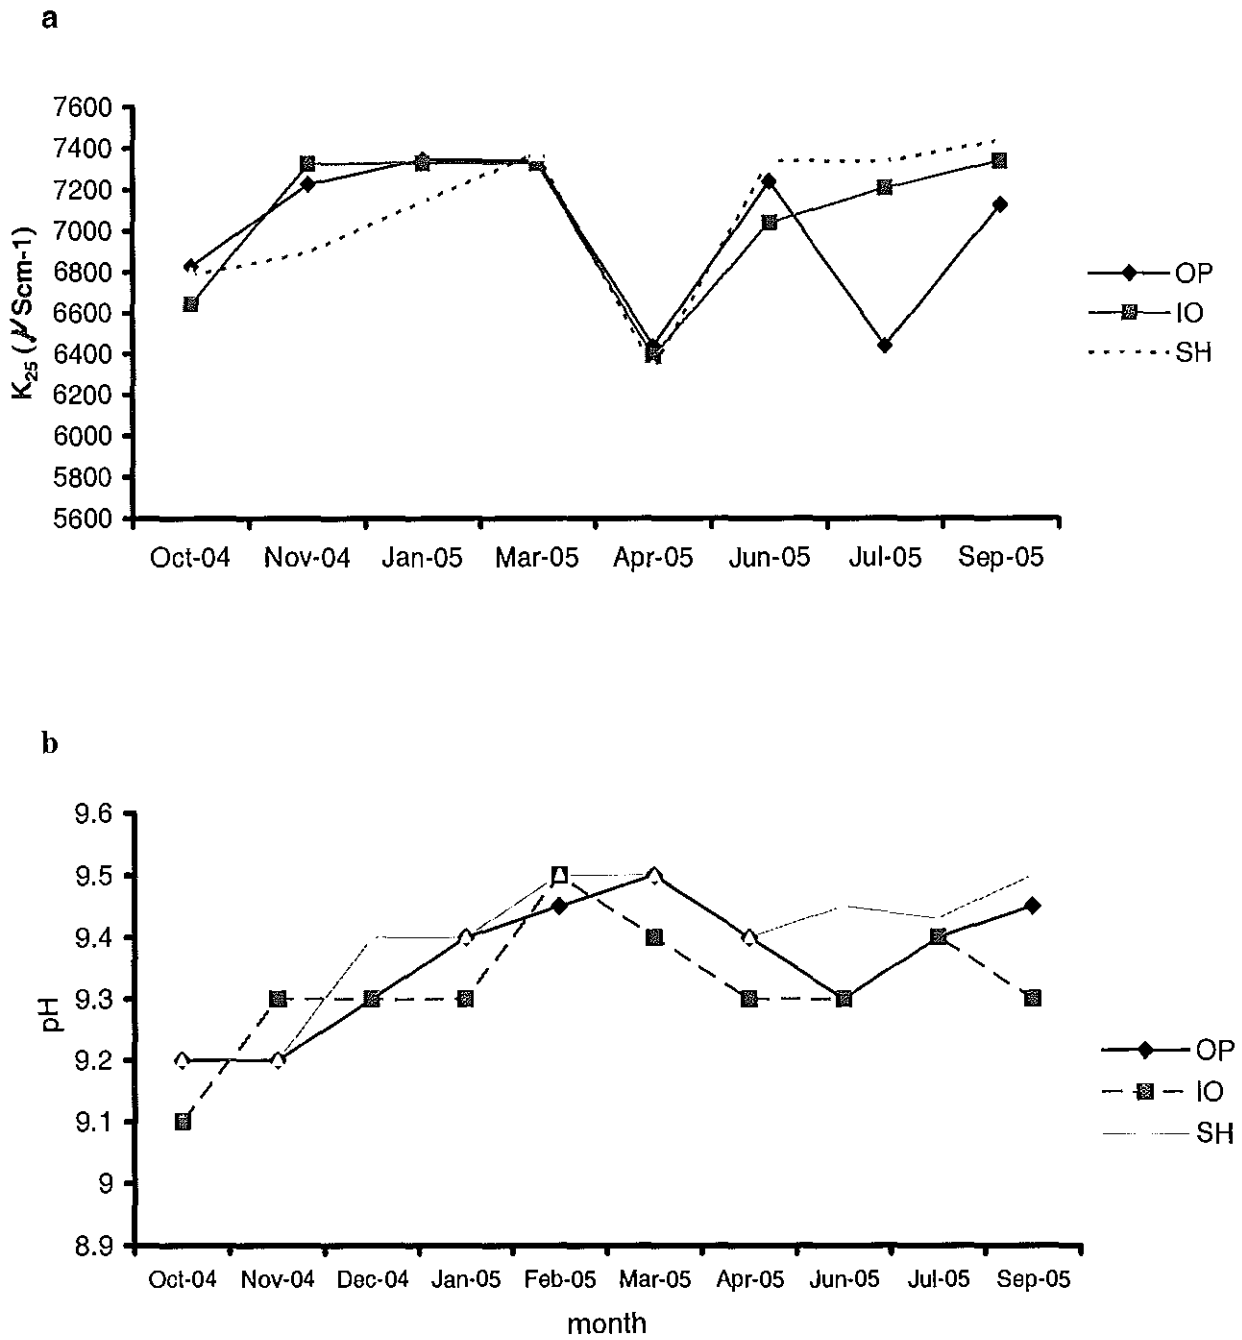 a
7600
7400
7200
7000
6800
6600
6400
6200
6000
5800
5600
K25 (µScm-1)
Oct-04 Nov-04 Jan-05 Mar-05 Apr-05 Jun-05 Jul-05 Sep-05
OP
IO
SH
b
9.6
9.5
9.4
9.3
9.2
9.1
9
8.9
pH
Oct-04 Nov-04 Dec-04 Jan-05 Feb-05 Mar-05 Apr-05 Jun-05 Jul-05 Sep-05
month
OP
IO
SH